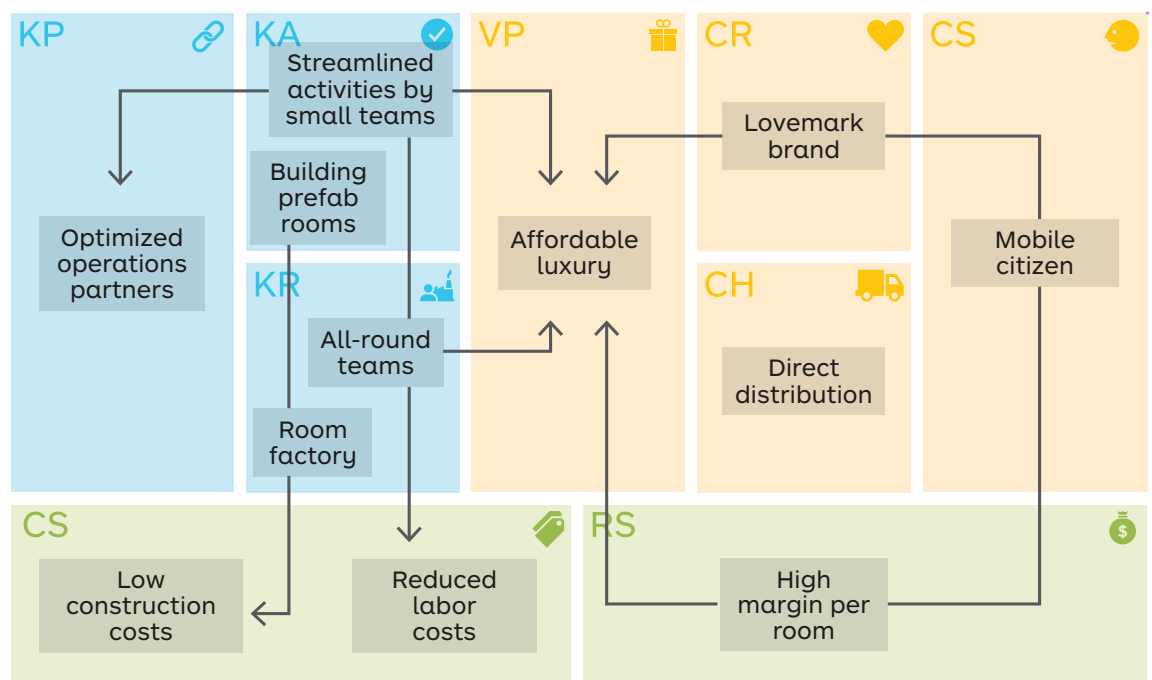 KP
Optimized
operations
partners
KA
Streamlined
activities by
small teams
Building
prefab
rooms
KR
All-round
teams
Room
factory
VP
Affordable
luxury
CR
Lovemark
brand
CH
Direct
distribution
CS
Mobile
citizen
CS
Low
construction
costs
Reduced
labor
costs
RS
$
High
margin per
room